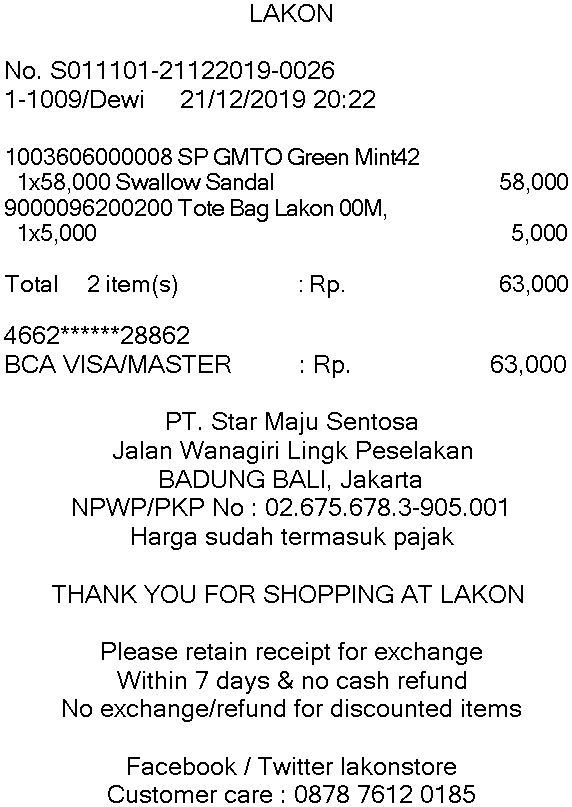 LAKON
No. S011101-21122019-0026
1-1009/Dewi 21/12/2019 20:22
1003606000008 SP GMTO Green Mint42
1x58,000 Swallow Sandal 58,000
9000096200200 Tote Bag Lakon 00M,
1x5,000 5,000
Total 2 item(s) : Rp. 63,000
4662******28862
BCA VISA/MASTER : Rp. 63,000
PT. Star Maju Sentosa
Jalan Wanagiri Lingk Peselakan
BADUNG BALI, Jakarta
NPWP/PKP No : 02.675.678.3-905.001
Harga sudah termasuk pajak
THANK YOU FOR SHOPPING AT LAKON
Please retain receipt for exchange
Within 7 days & no cash refund
No exchange/refund for discounted items
Facebook / Twitter lakonstore
Customer care : 0878 7612 0185